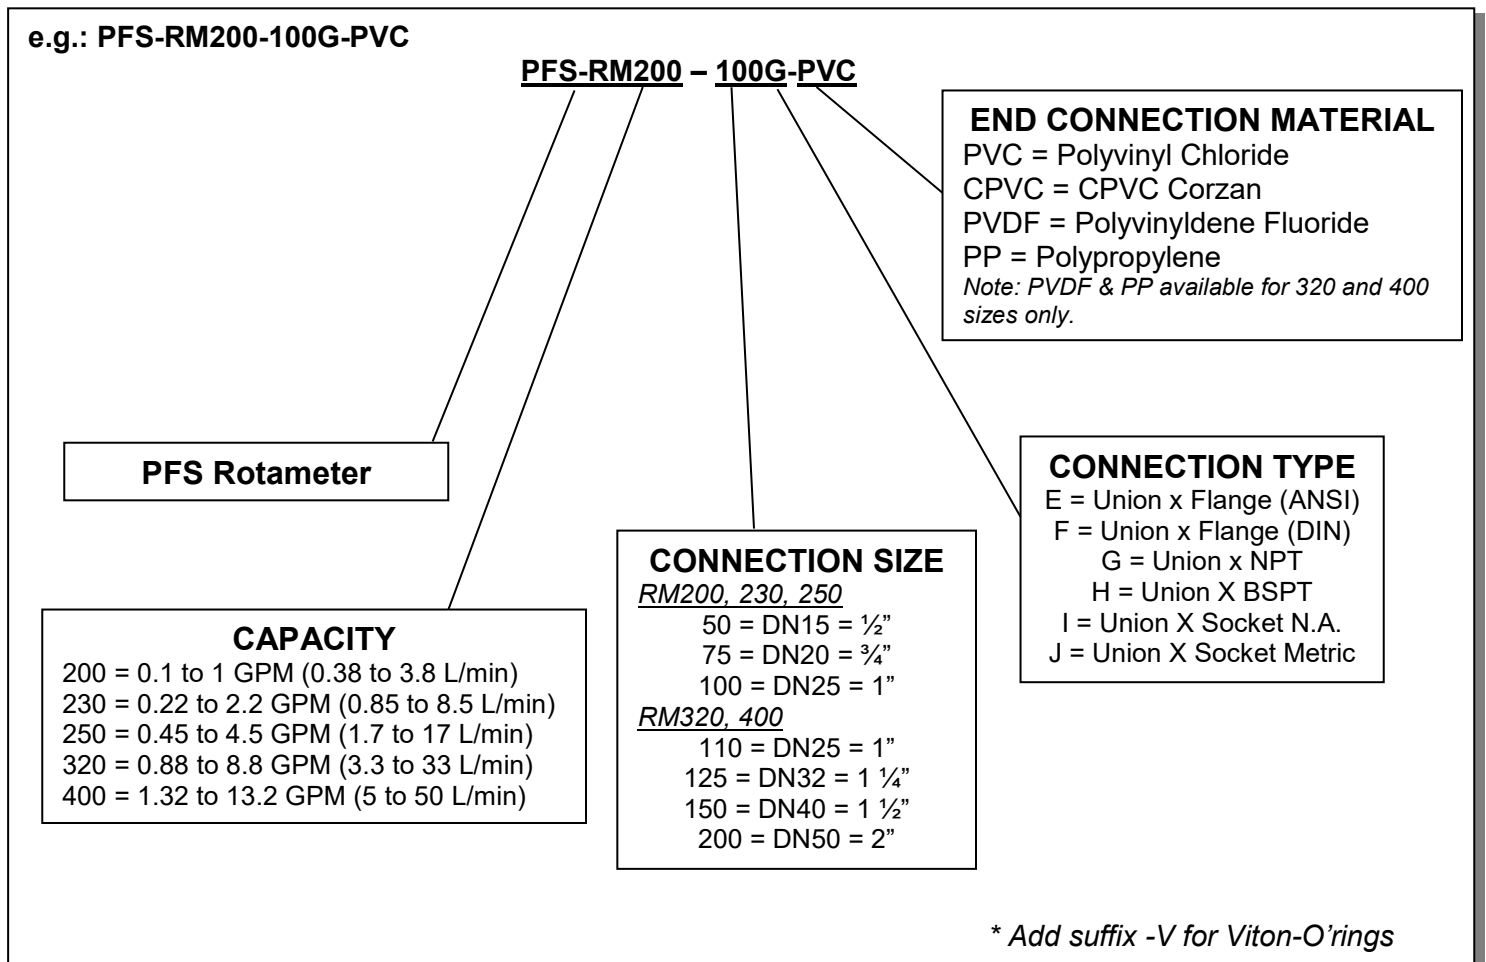 e.g.: PFS-RM200-100G-PVC
PFS-RM200 – 100G-PVC
END CONNECTION MATERIAL
PVC = Polyvinyl Chloride
CPVC = CPVC Corzan
PVDF = Polyvinyldene Fluoride
PP = Polypropylene
Note: PVDF & PP available for 320 and 400
sizes only.
PFS Rotameter
CAPACITY
200 = 0.1 to 1 GPM (0.38 to 3.8 L/min)
230 = 0.22 to 2.2 GPM (0.85 to 8.5 L/min)
250 = 0.45 to 4.5 GPM (1.7 to 17 L/min)
320 = 0.88 to 8.8 GPM (3.3 to 33 L/min)
400 = 1.32 to 13.2 GPM (5 to 50 L/min)
CONNECTION SIZE
RM200, 230, 250
50 = DN15 = ½”
75 = DN20 = ¾”
100 = DN25 = 1”
RM320, 400
110 = DN25 = 1”
125 = DN32 = 1 ¼”
150 = DN40 = 1 ½”
200 = DN50 = 2”
CONNECTION TYPE
E = Union x Flange (ANSI)
F = Union x Flange (DIN)
G = Union x NPT
H = Union X BSPT
I = Union X Socket N.A.
J = Union X Socket Metric
* Add suffix -V for Viton-O’rings